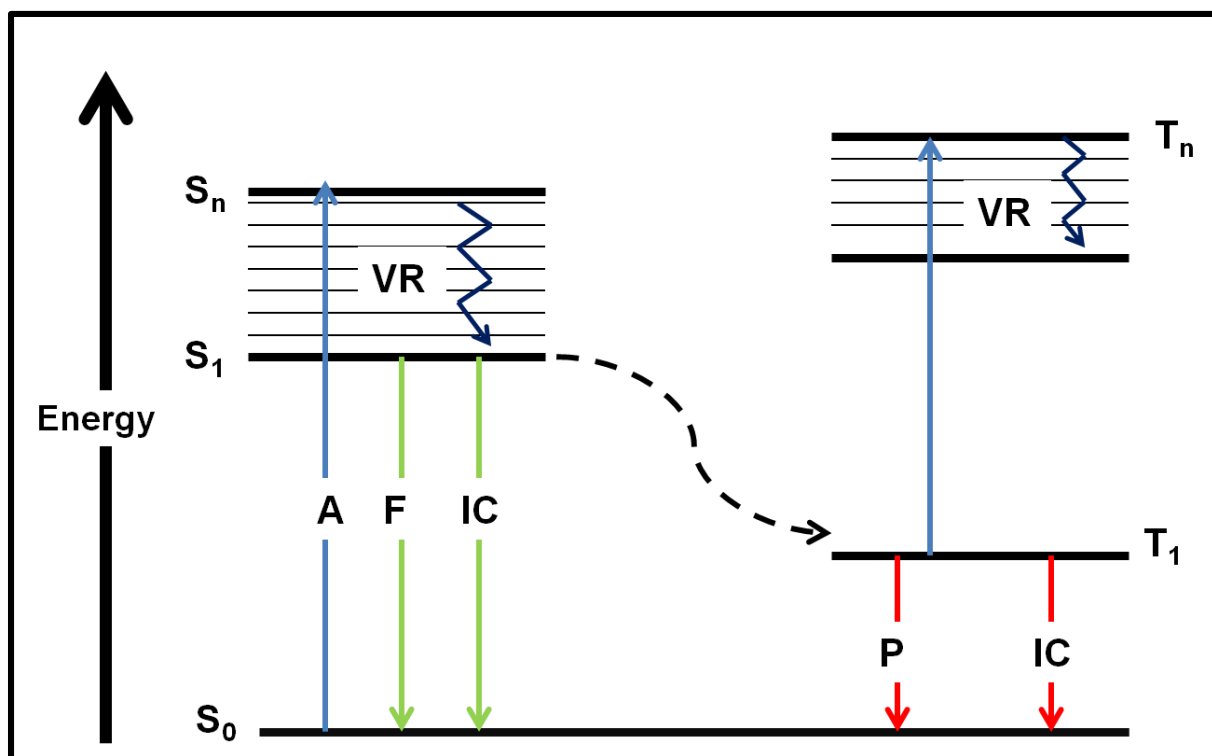 Tₙ
Sₙ
VR
VR
S₁
Energy
A F IC
T₁
P IC
S₀